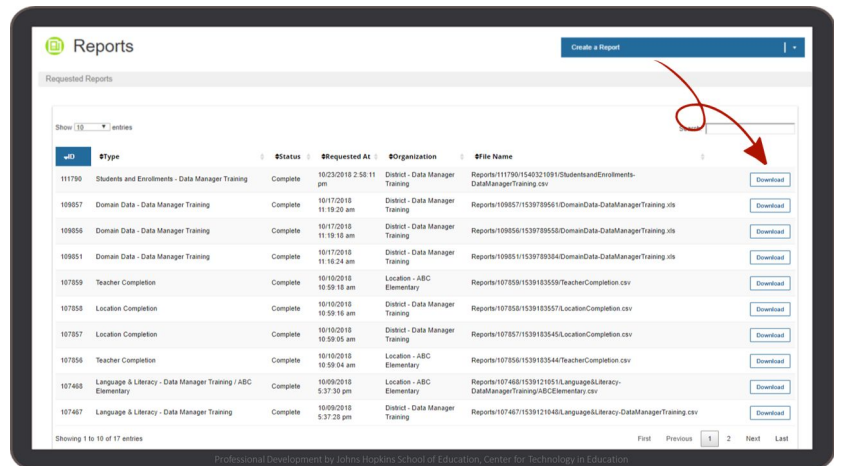 Reports
Create a Report
Requested Reports
Show 10 entries
Search:
ID Type Status Requested At Organization File Name
111790 Students and Enrollments - Data Manager Training Complete 10/23/2018 2:58:11 pm District - Data Manager Training Reports/111790/1540321091/StudentsandEnrollments-DataManagerTraining.csv Download
109857 Domain Data - Data Manager Training Complete 10/17/2018 11:19:20 am District - Data Manager Training Reports/109857/1539789561/DomainData-DataManagerTraining.xls Download
109856 Domain Data - Data Manager Training Complete 10/17/2018 11:19:18 am District - Data Manager Training Reports/109856/1539789558/DomainData-DataManagerTraining.xls Download
109851 Domain Data - Data Manager Training Complete 10/17/2018 11:16:24 am District - Data Manager Training Reports/109851/1539789384/DomainData-DataManagerTraining.xls Download
107859 Teacher Completion Complete 10/10/2018 10:59:18 am Location - ABC Elementary Reports/107859/1539183559/TeacherCompletion.csv Download
107858 Location Completion Complete 10/10/2018 10:59:16 am District - Data Manager Training Reports/107858/1539183557/LocationCompletion.csv Download
107857 Location Completion Complete 10/10/2018 10:59:05 am District - Data Manager Training Reports/107857/1539183545/LocationCompletion.csv Download
107856 Teacher Completion Complete 10/10/2018 10:59:04 am Location - ABC Elementary Reports/107856/1539183544/TeacherCompletion.csv Download
107468 Language & Literacy - Data Manager Training / ABC Elementary Complete 10/09/2018 5:37:30 pm Location - ABC Elementary Reports/107468/1539121051/Language&Literacy-DataManagerTraining/ABCElementary.csv Download
107467 Language & Literacy - Data Manager Training Complete 10/09/2018 5:37:28 pm District - Data Manager Training Reports/107467/1539121048/Language&Literacy-DataManagerTraining.csv Download
Showing 1 to 10 of 17 entries First Previous 1 2 Next Last
Professional Development by Johns Hopkins School of Education, Center for Technology in Education